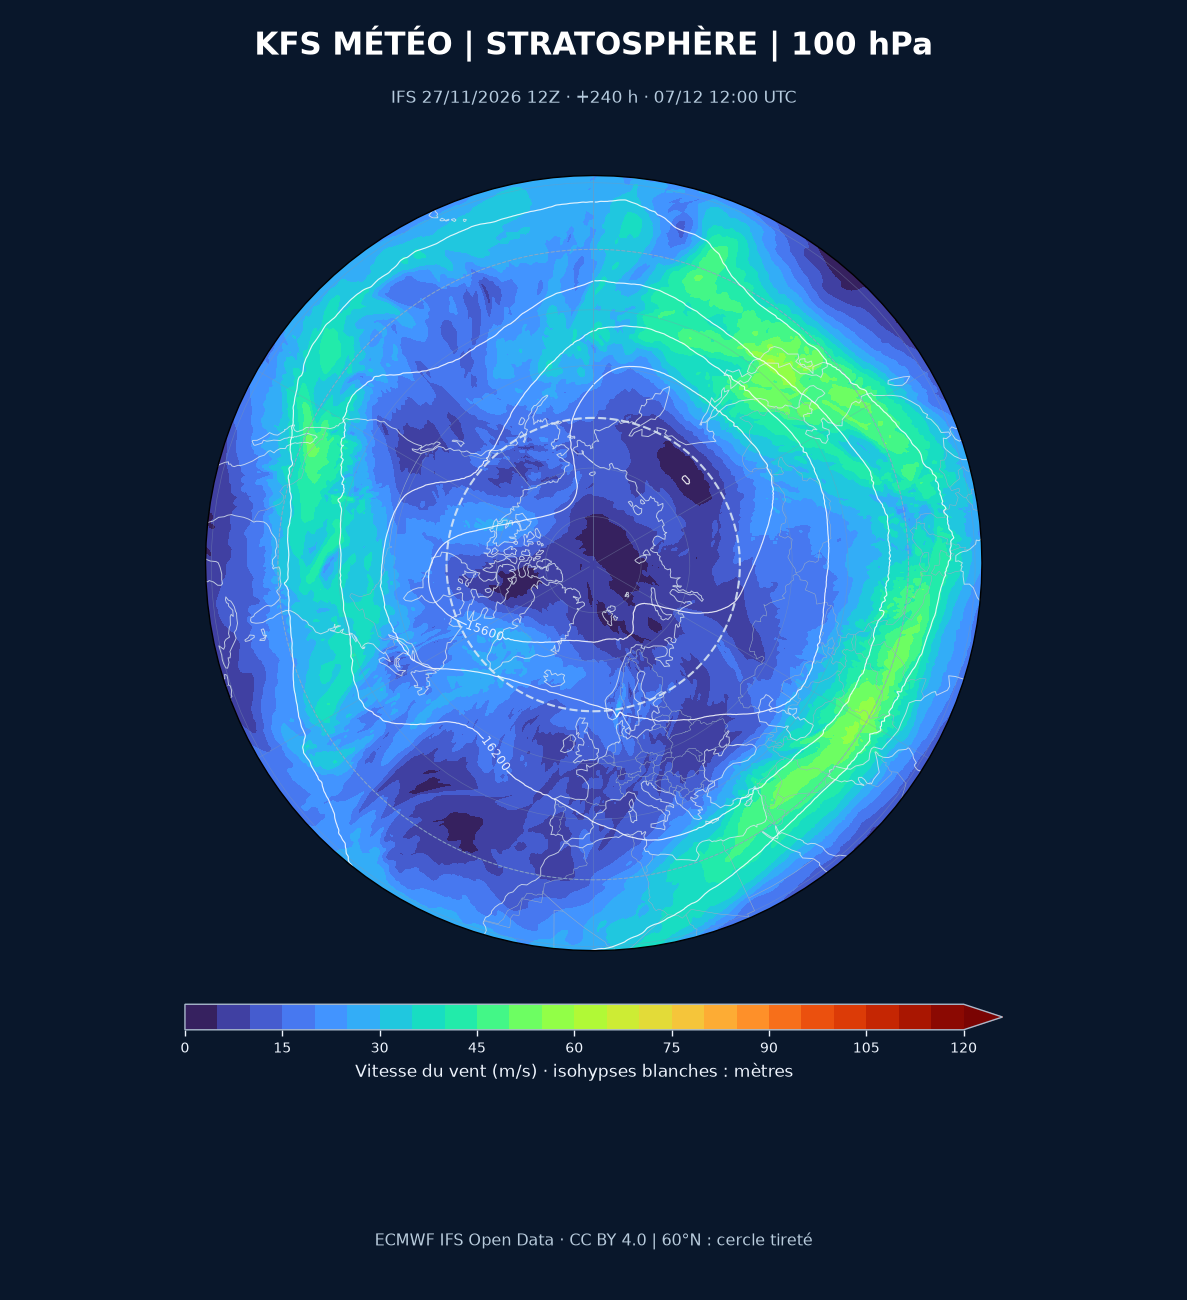 KFS MÉTÉO | STRATOSPHÈRE | 100 hPa
IFS 27/11/2026 12Z · +240 h · 07/12 12:00 UTC
15600
16200
0 15 30 45 60 75 90 105 120
Vitesse du vent (m/s) · isohypses blanches : mètres
ECMWF IFS Open Data · CC BY 4.0 | 60°N : cercle tireté